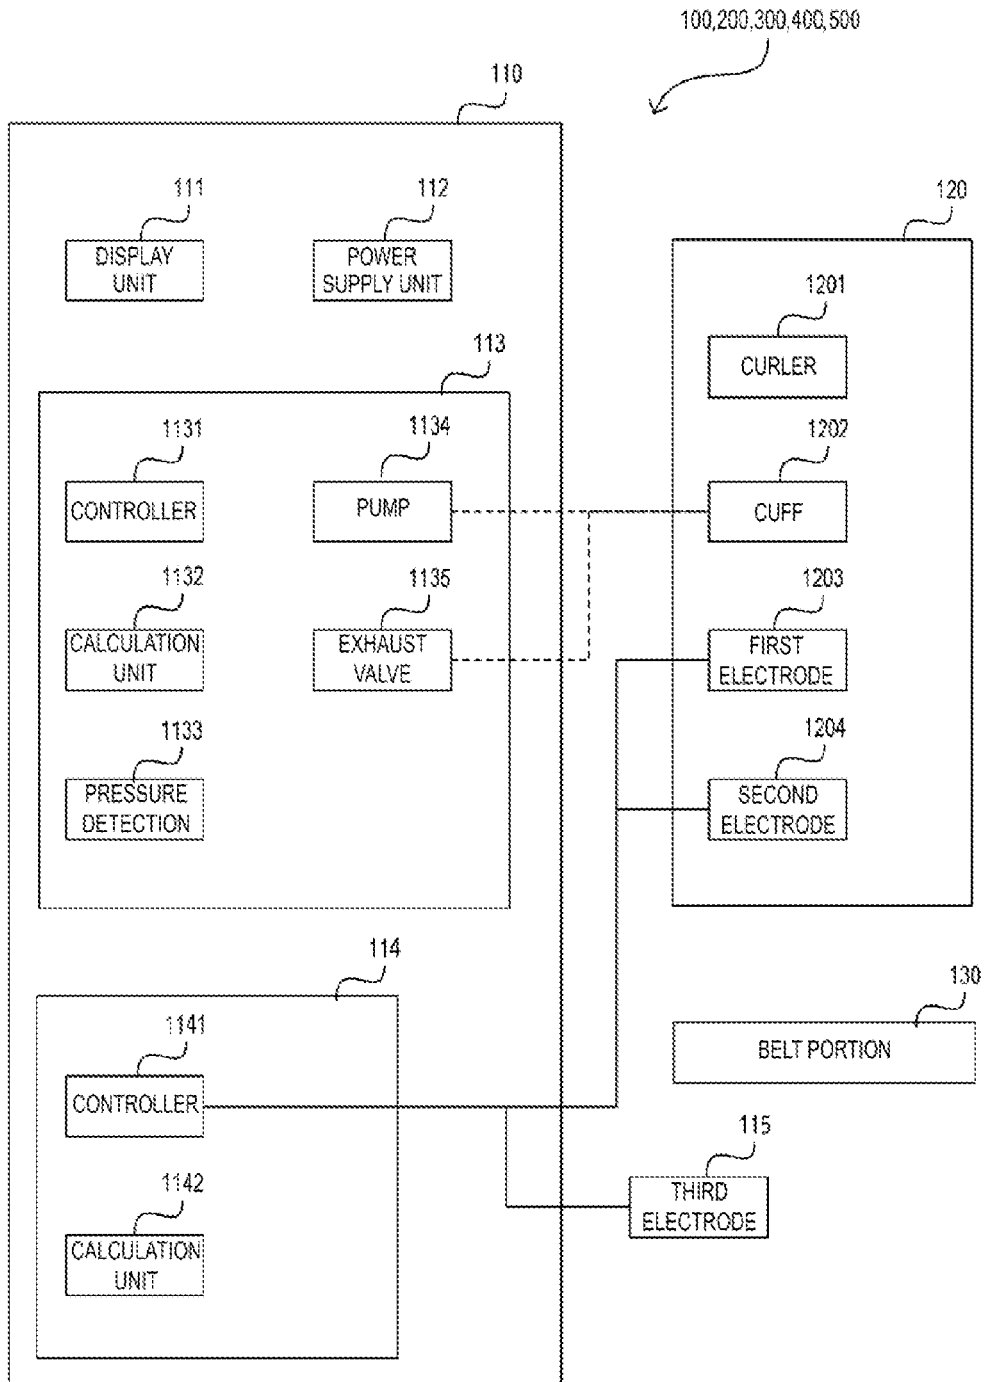 100,200,300,400,500
110
111
DISPLAY
UNIT
112
POWER
SUPPLY UNIT
113
1131
CONTROLLER
1134
PUMP
1132
CALCULATION
UNIT
1135
EXHAUST
VALVE
1133
PRESSURE
DETECTION
114
1141
CONTROLLER
1142
CALCULATION
UNIT
120
1201
CURLER
1202
CUFF
1203
FIRST
ELECTRODE
1204
SECOND
ELECTRODE
130
BELT PORTION
115
THIRD
ELECTRODE